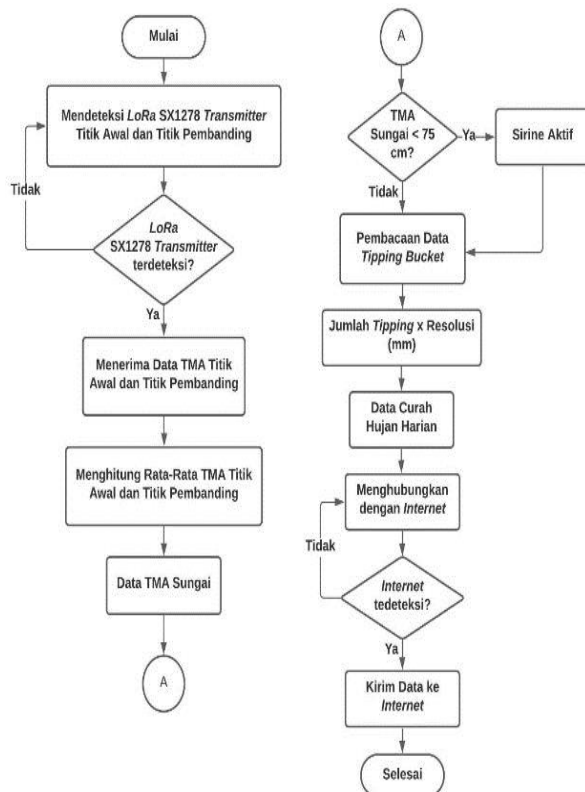 Mulai
Mendeteksi LoRa SX1278 Transmitter
Titik Awal dan Titik Pembanding
Tidak
LoRa
SX1278 Transmitter
terdeteksi?
Ya
Menerima Data TMA Titik
Awal dan Titik Pembanding
Menghitung Rata-Rata TMA Titik
Awal dan Titik Pembanding
Data TMA Sungai
A
A
TMA
Sungai < 75
cm?
Ya
Sirine Aktif
Tidak
Pembacaan Data
Tipping Bucket
Jumlah Tipping x Resolusi
(mm)
Data Curah
Hujan Harian
Menghubungkan
dengan Internet
Tidak
Internet
tedeteksi?
Ya
Kirim Data ke
Internet
Selesai